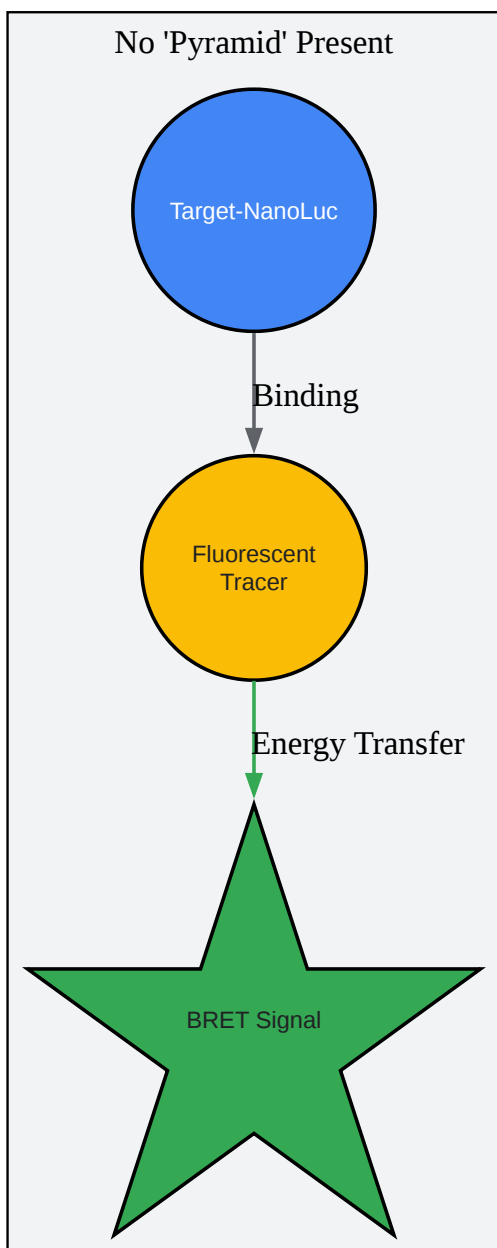 No 'Pyramid' Present
Target-NanoLuc
Binding
Fluorescent
Tracer
Energy Transfer
BRET Signal